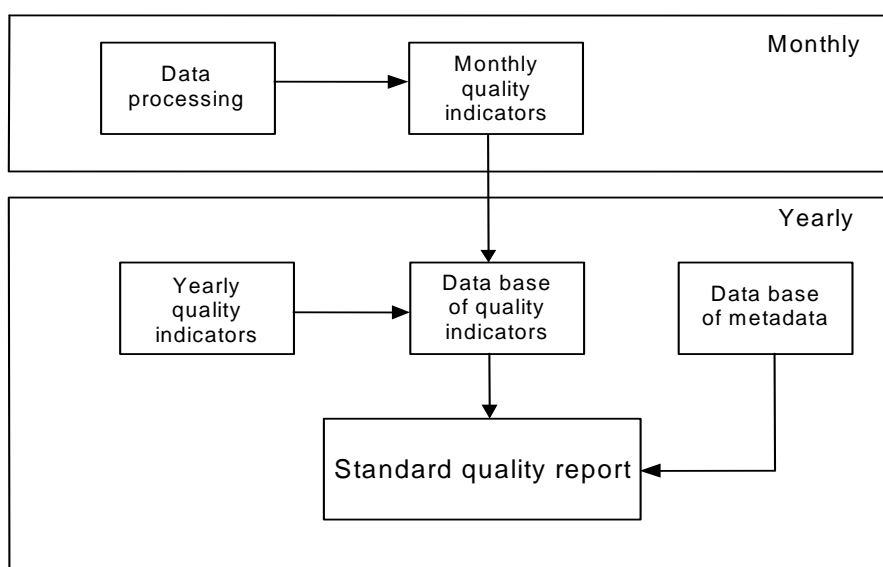 Monthly
Data
processing
Monthly
quality
indicators
Yearly
Yearly
quality
indicators
Data base
of quality
indicators
Data base
of metadata
Standard quality report